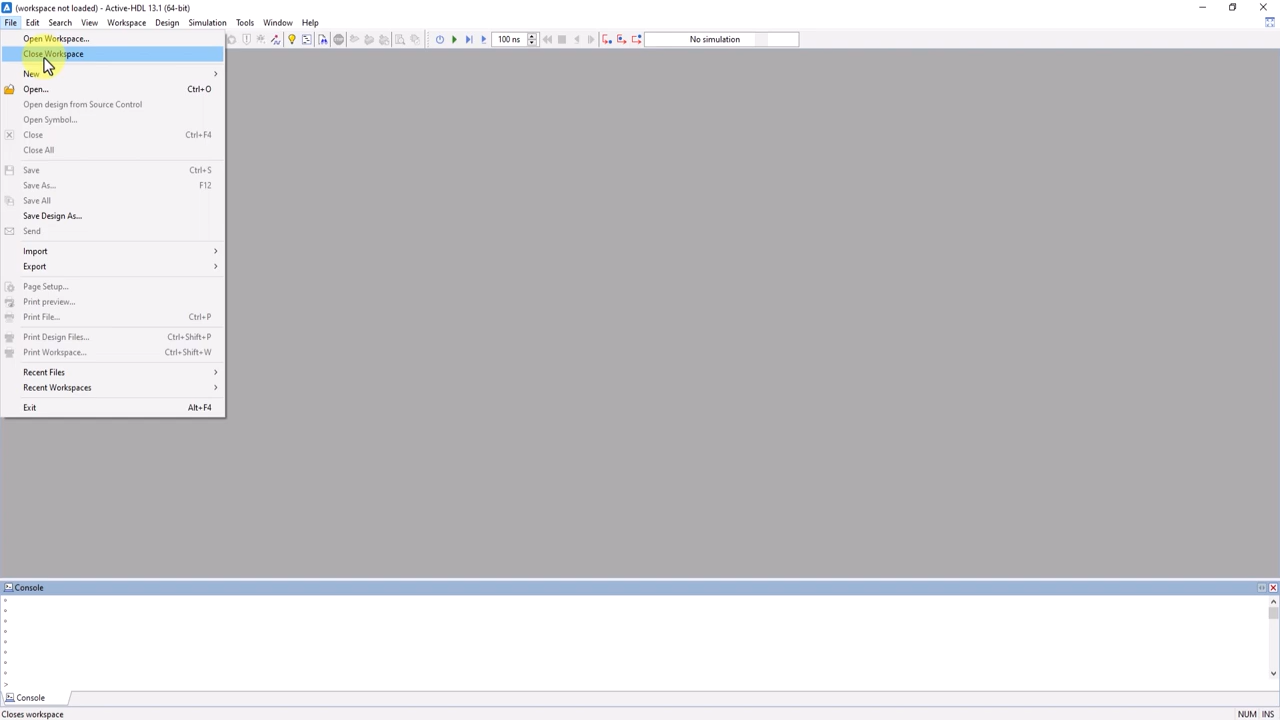 (workspace not loaded) - Active-HDL 13.1 (64-bit)
File Edit Search View Workspace Design Simulation Tools Window Help
100 ns No simulation
Open Workspace...
Close Workspace
New
Open... Ctrl+O
Open design from Source Control
Open Symbol...
Close Ctrl+F4
Close All
Save Ctrl+S
Save As... F12
Save All
Save Design As...
Send
Import
Export
Page Setup...
Print preview...
Print File... Ctrl+P
Print Design Files... Ctrl+Shift+P
Print Workspace... Ctrl+Shift+W
Recent Files
Recent Workspaces
Exit Alt+F4
Console
>
Console
Closes workspace NUM INS